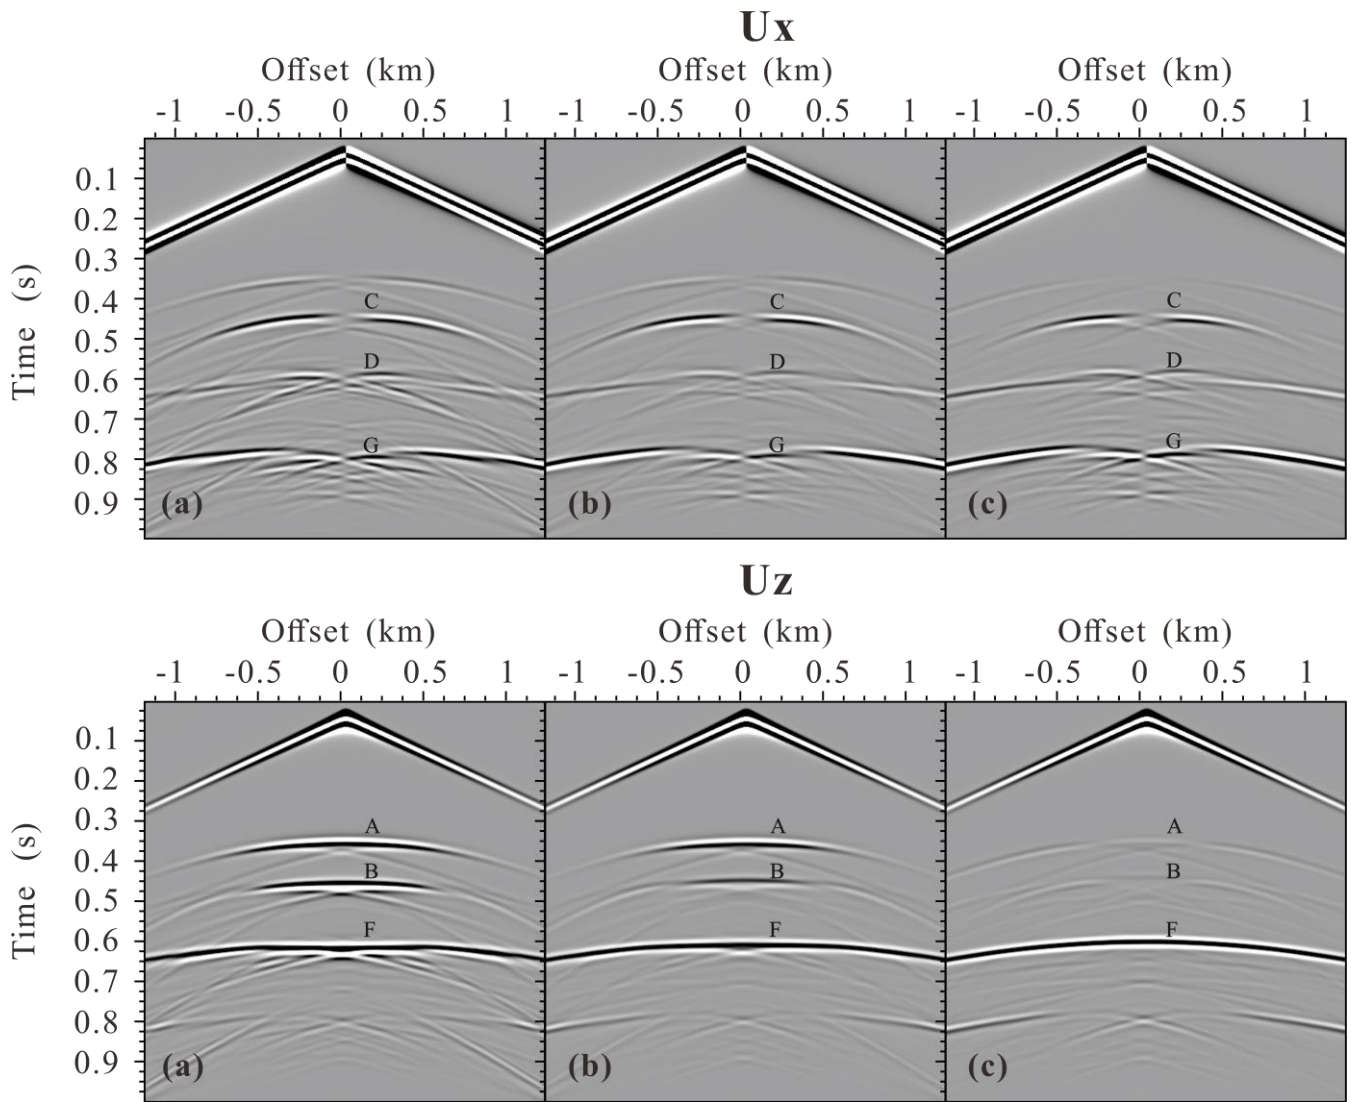 Ux
Offset (km) Offset (km) Offset (km)
-1 -0.5 0 0.5 1 -1 -0.5 0 0.5 1 -1 -0.5 0 0.5 1
Time (s)
0.1
0.2
0.3
0.4
0.5
0.6
0.7
0.8
0.9
C C C
D D D
G G G
(a) (b) (c)
Uz
Offset (km) Offset (km) Offset (km)
-1 -0.5 0 0.5 1 -1 -0.5 0 0.5 1 -1 -0.5 0 0.5 1
Time (s)
0.1
0.2
0.3
0.4
0.5
0.6
0.7
0.8
0.9
A A A
B B B
F F F
(a) (b) (c)